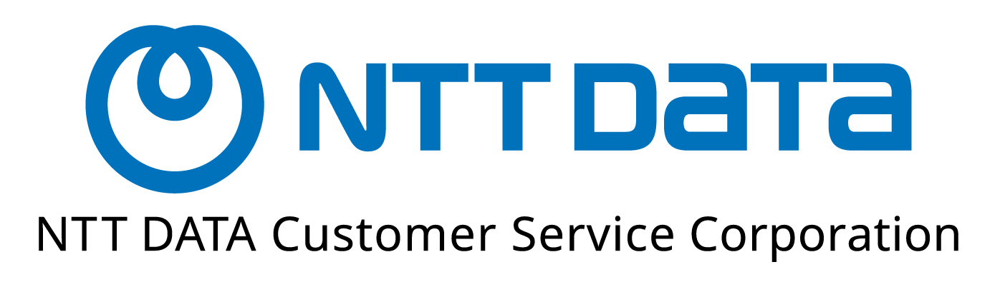 NTT DATA
NTT DATA Customer Service Corporation